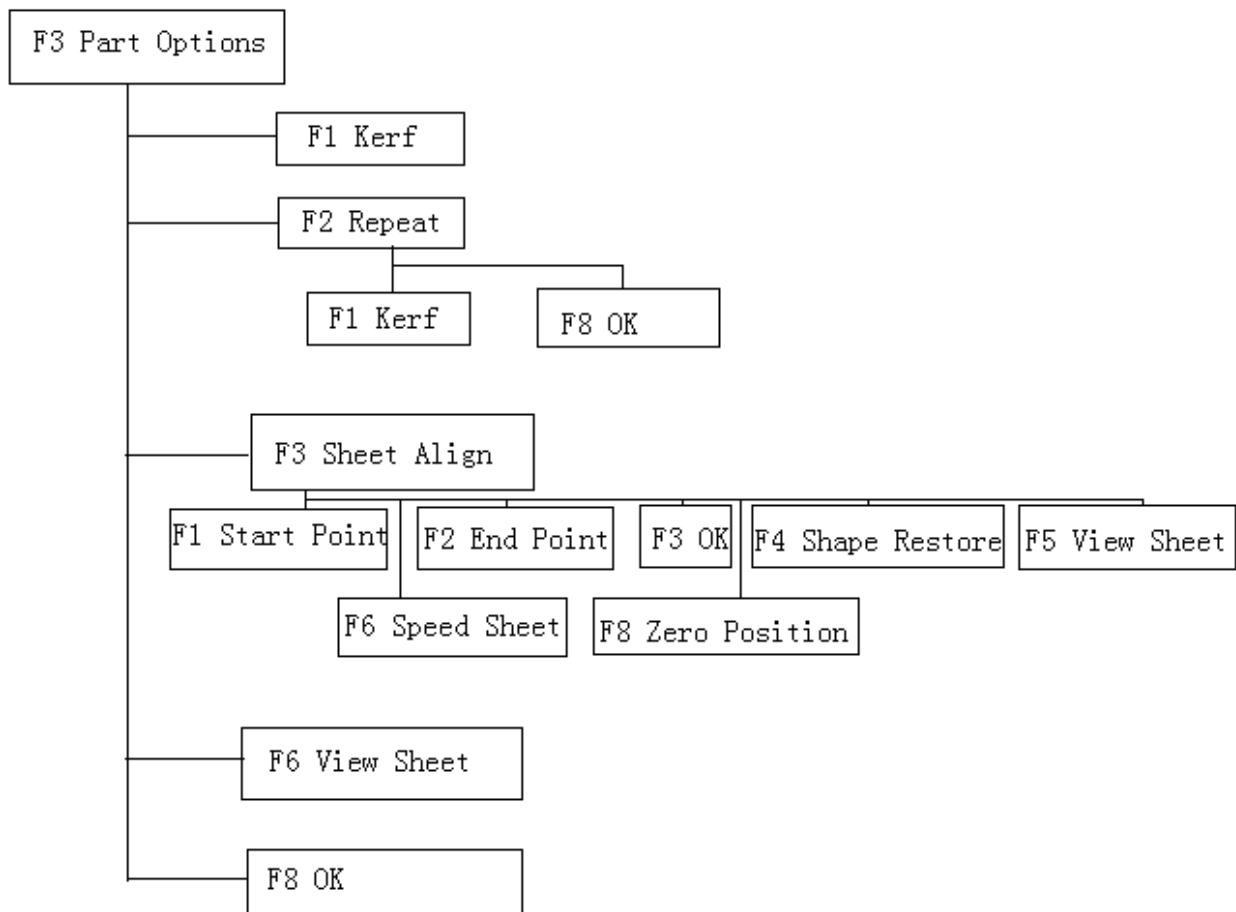 F3 Part Options
F1 Kerf
F2 Repeat
F1 Kerf
F8 OK
F3 Sheet Align
F1 Start Point
F2 End Point
F3 OK
F4 Shape Restore
F5 View Sheet
F6 Speed Sheet
F8 Zero Position
F6 View Sheet
F8 OK